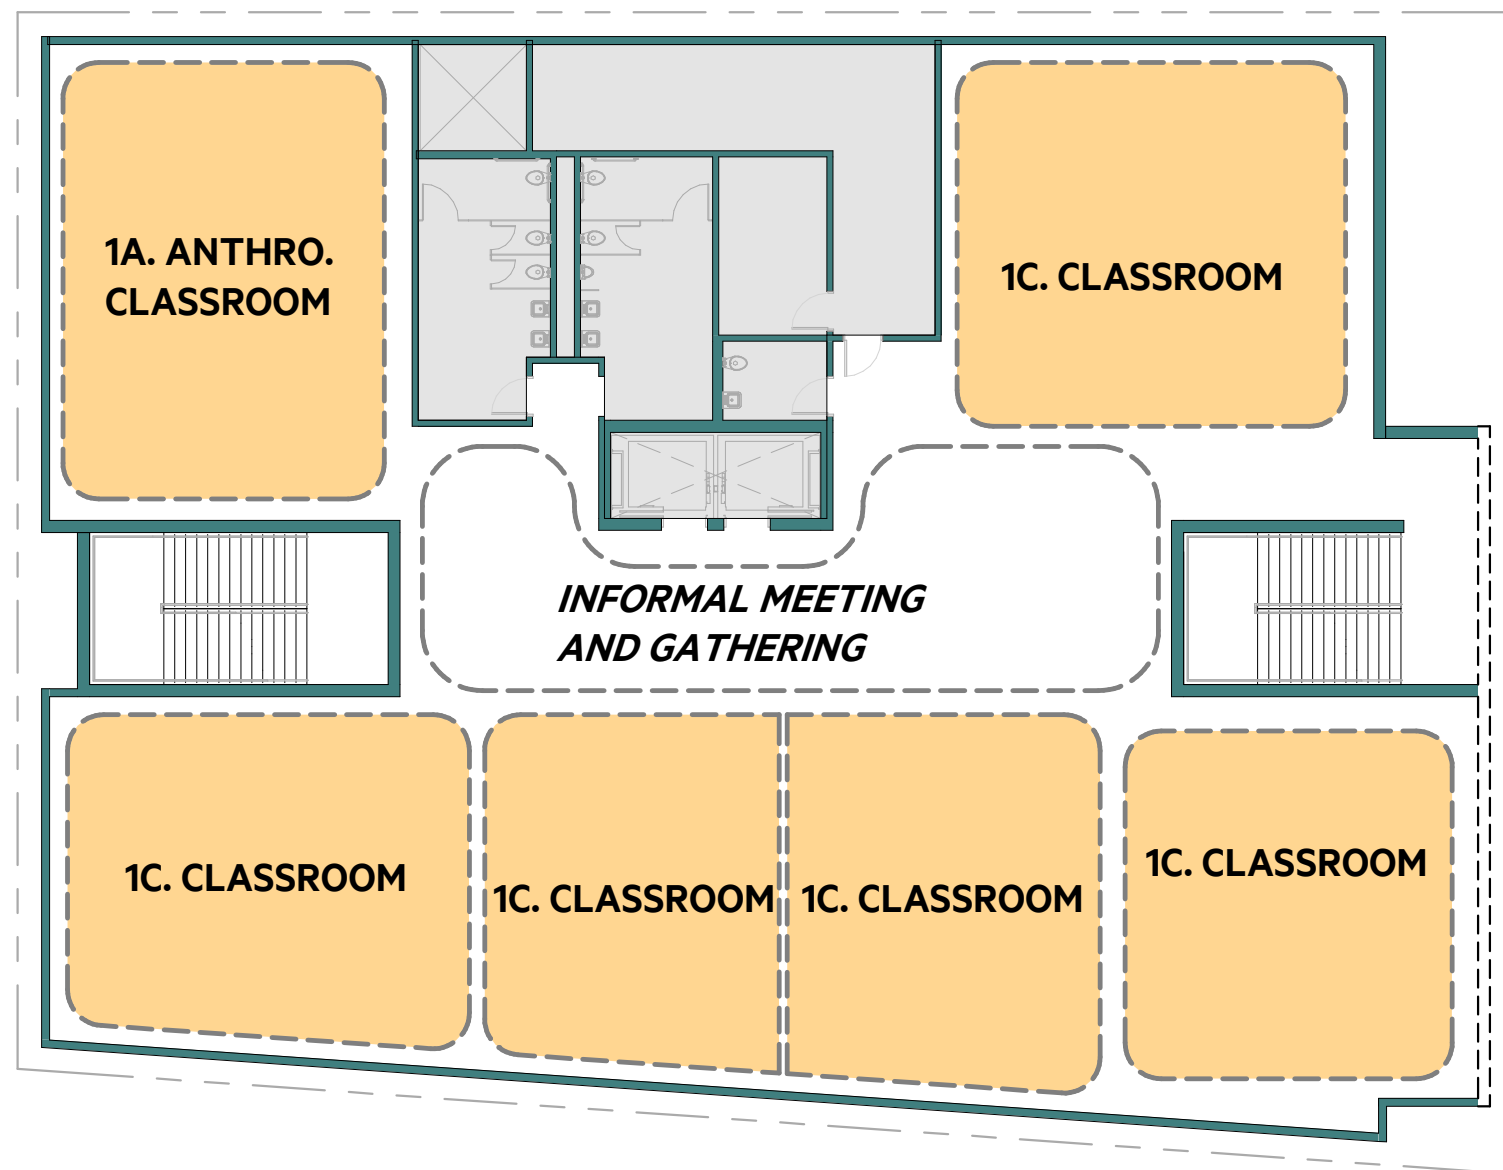 1A. ANTHRO.
CLASSROOM
1C. CLASSROOM
INFORMAL MEETING
AND GATHERING
1C. CLASSROOM
1C. CLASSROOM
1C. CLASSROOM
1C. CLASSROOM